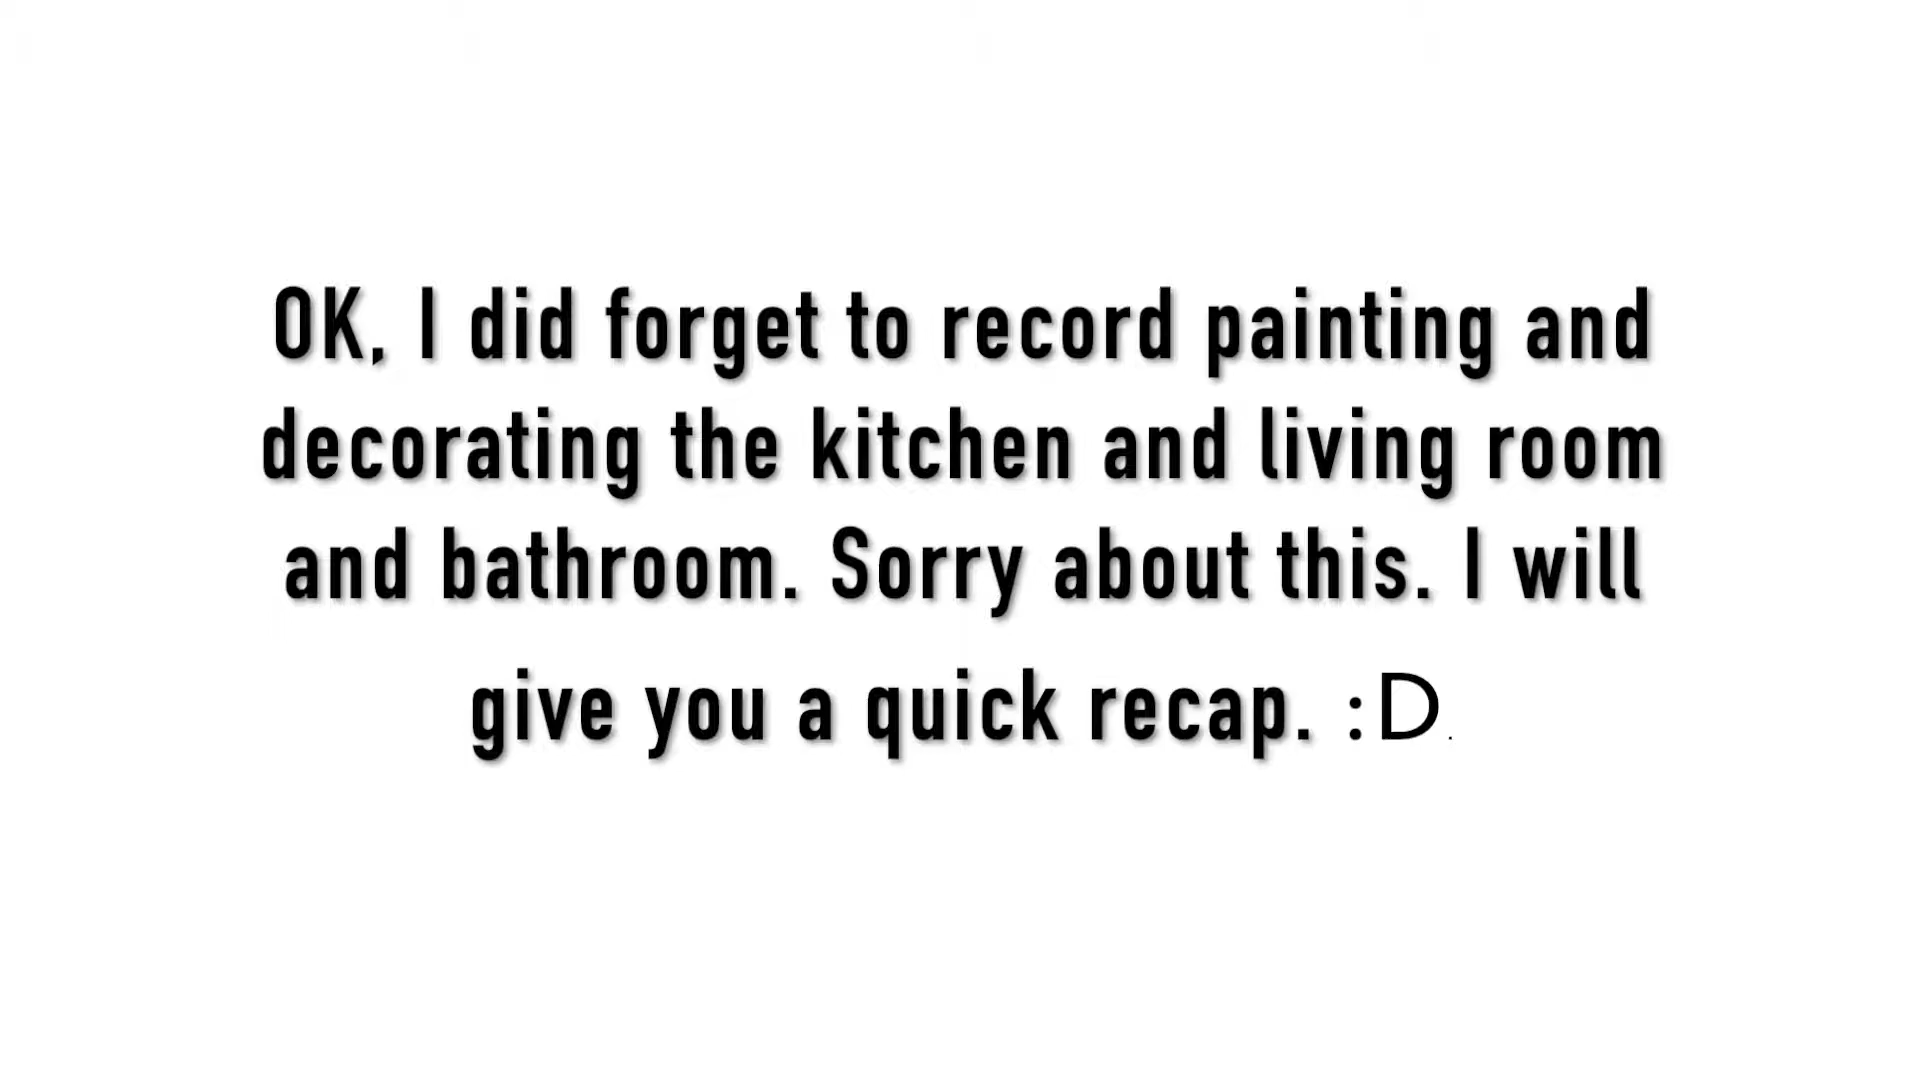 OK, I did forget to record painting and
decorating the kitchen and living room
and bathroom. Sorry about this. I will
give you a quick recap. :D.